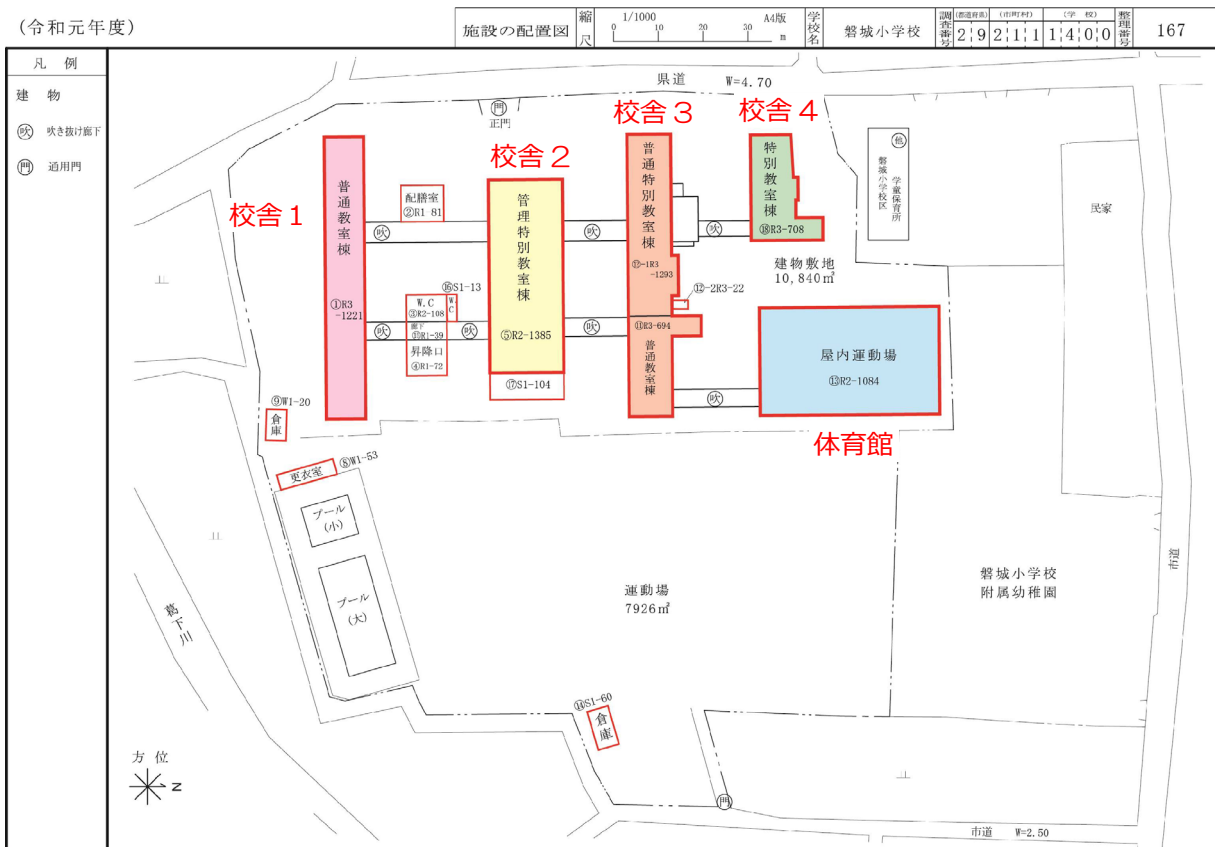 (令和元年度)
施設の配置図
縮尺
1/1000
A4版
0 10 20 30 m
学校名
磐城小学校
調査番号
(都道府県) (市町村) (学 校)
2 9 2 1 1 1 4 0 0
整理番号
167
凡 例
建 物
吹 吹き抜け廊下
門 通用門
県道 W=4.70
門
正門
校舎1
校舎2
校舎3
校舎4
普通教室棟
①R3
-1221
配膳室
②R1 81
吹
吹
吹
管理特別教室棟
⑤R2-1385
⑯S1-13
W.C
③R2-108
W
C
吹
廊下
⑮R1-39
吹
昇降口
④R1-72
⑰S1-104
吹
普通特別教室棟
⑫-1R3
-1293
⑫-2R3-22
⑪R3-694
普通教室棟
吹
特別教室棟
⑱R3-708
他
磐城小学校区
学童保育所
民家
建物敷地
10,840㎡
屋内運動場
⑬R2-1084
体育館
⑨W1-20
倉庫
⑧W1-53
更衣室
プール
(小)
プール
(大)
運動場
7926㎡
磐城小学校
附属幼稚園
葛下川
市道
⑭S1-60
倉庫
門
方 位
N
市道 W=2.50